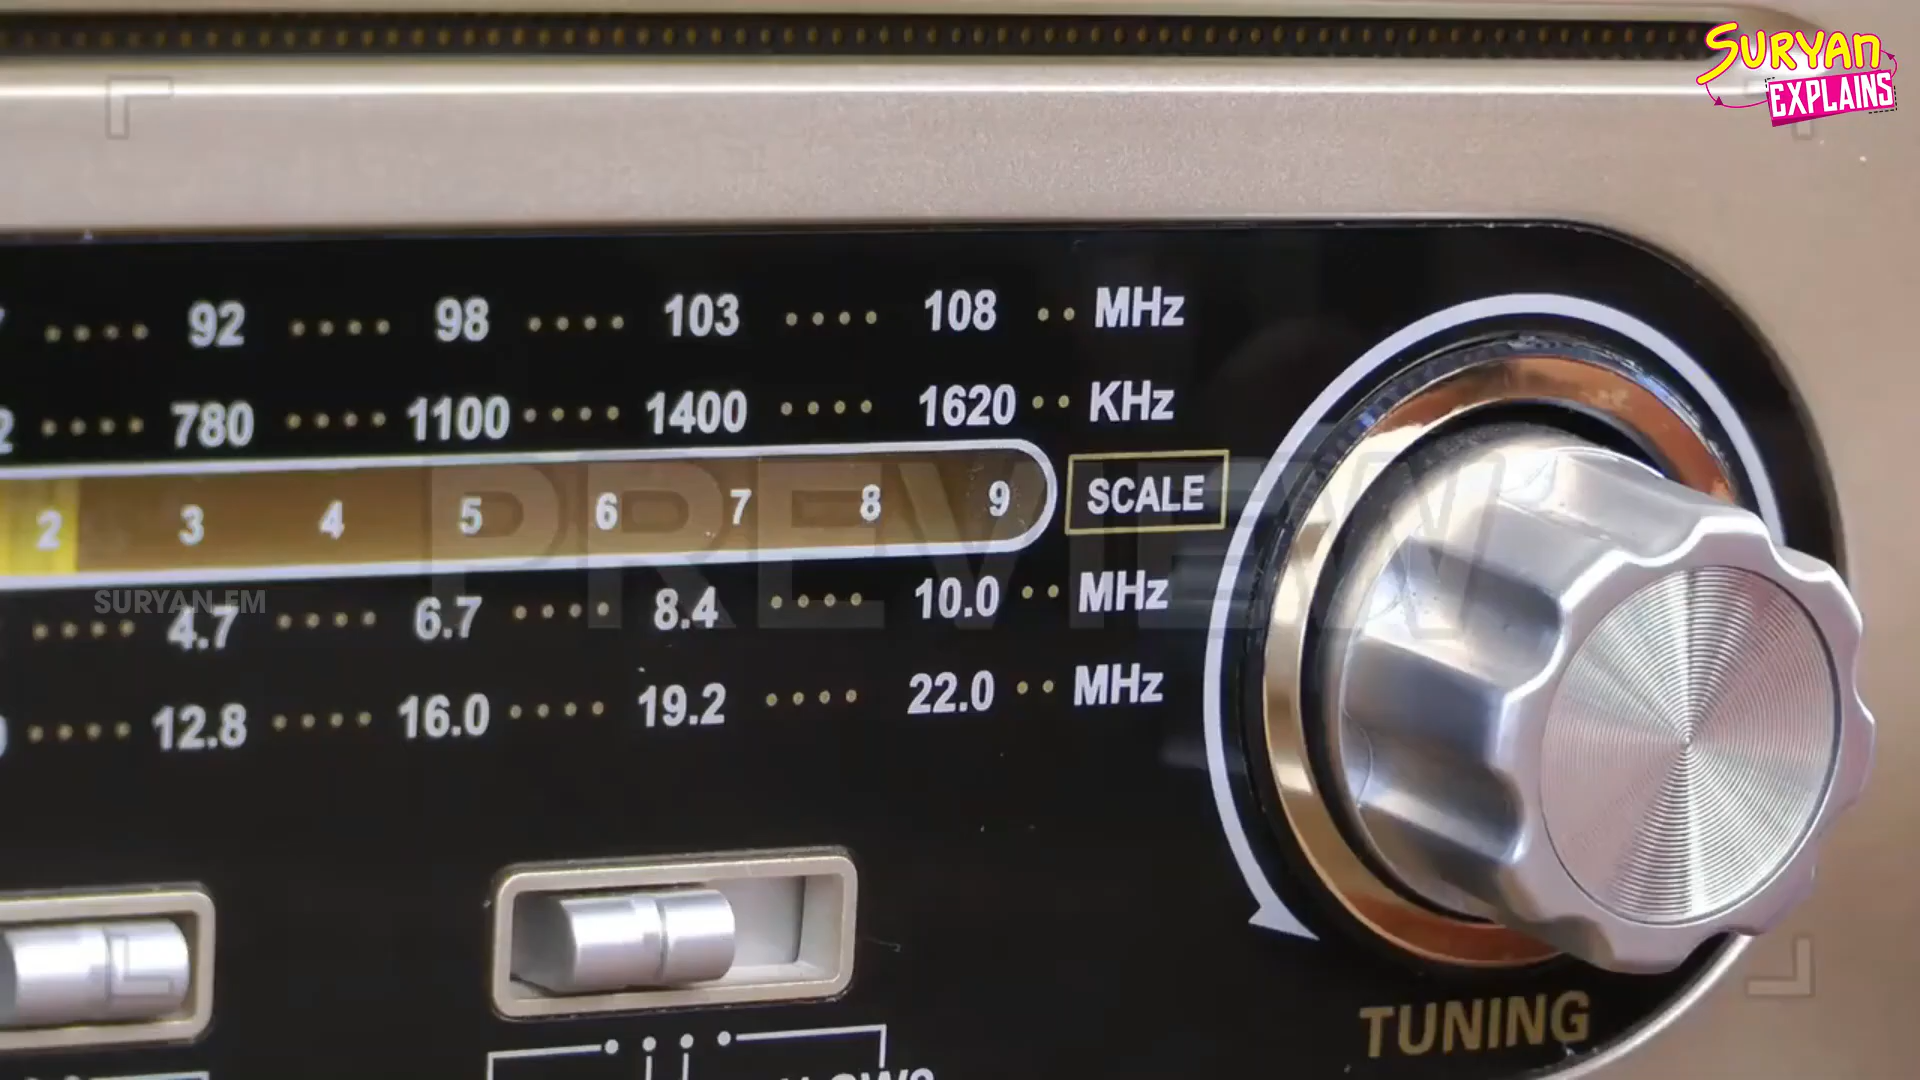 SURYAN
EXPLAINS
92 98 103 108 MHz
780 1100 1400 1620 KHz
2 3 4 5 6 7 8 9 SCALE
PREVIEW
SURYAN FM
4.7 6.7 8.4 10.0 MHz
12.8 16.0 19.2 22.0 MHz
TUNING